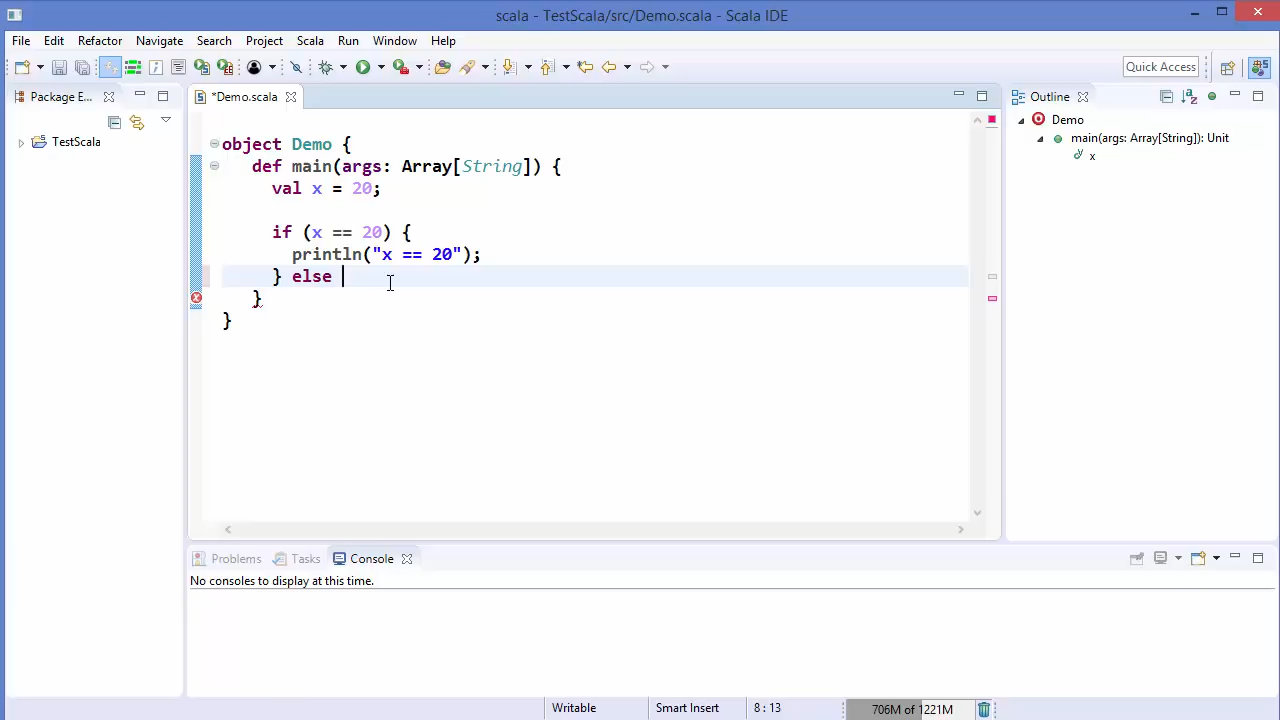 scala - TestScala/src/Demo.scala - Scala IDE
File Edit Refactor Navigate Search Project Scala Run Window Help
Quick Access
Package E...
*Demo.scala
Outline
TestScala
object Demo {
def main(args: Array[String]) {
val x = 20;
if (x == 20) {
println("x == 20");
} else
}
}
Demo
main(args: Array[String]): Unit
x
Problems Tasks Console
No consoles to display at this time.
Writable Smart Insert 8 : 13 706M of 1221M